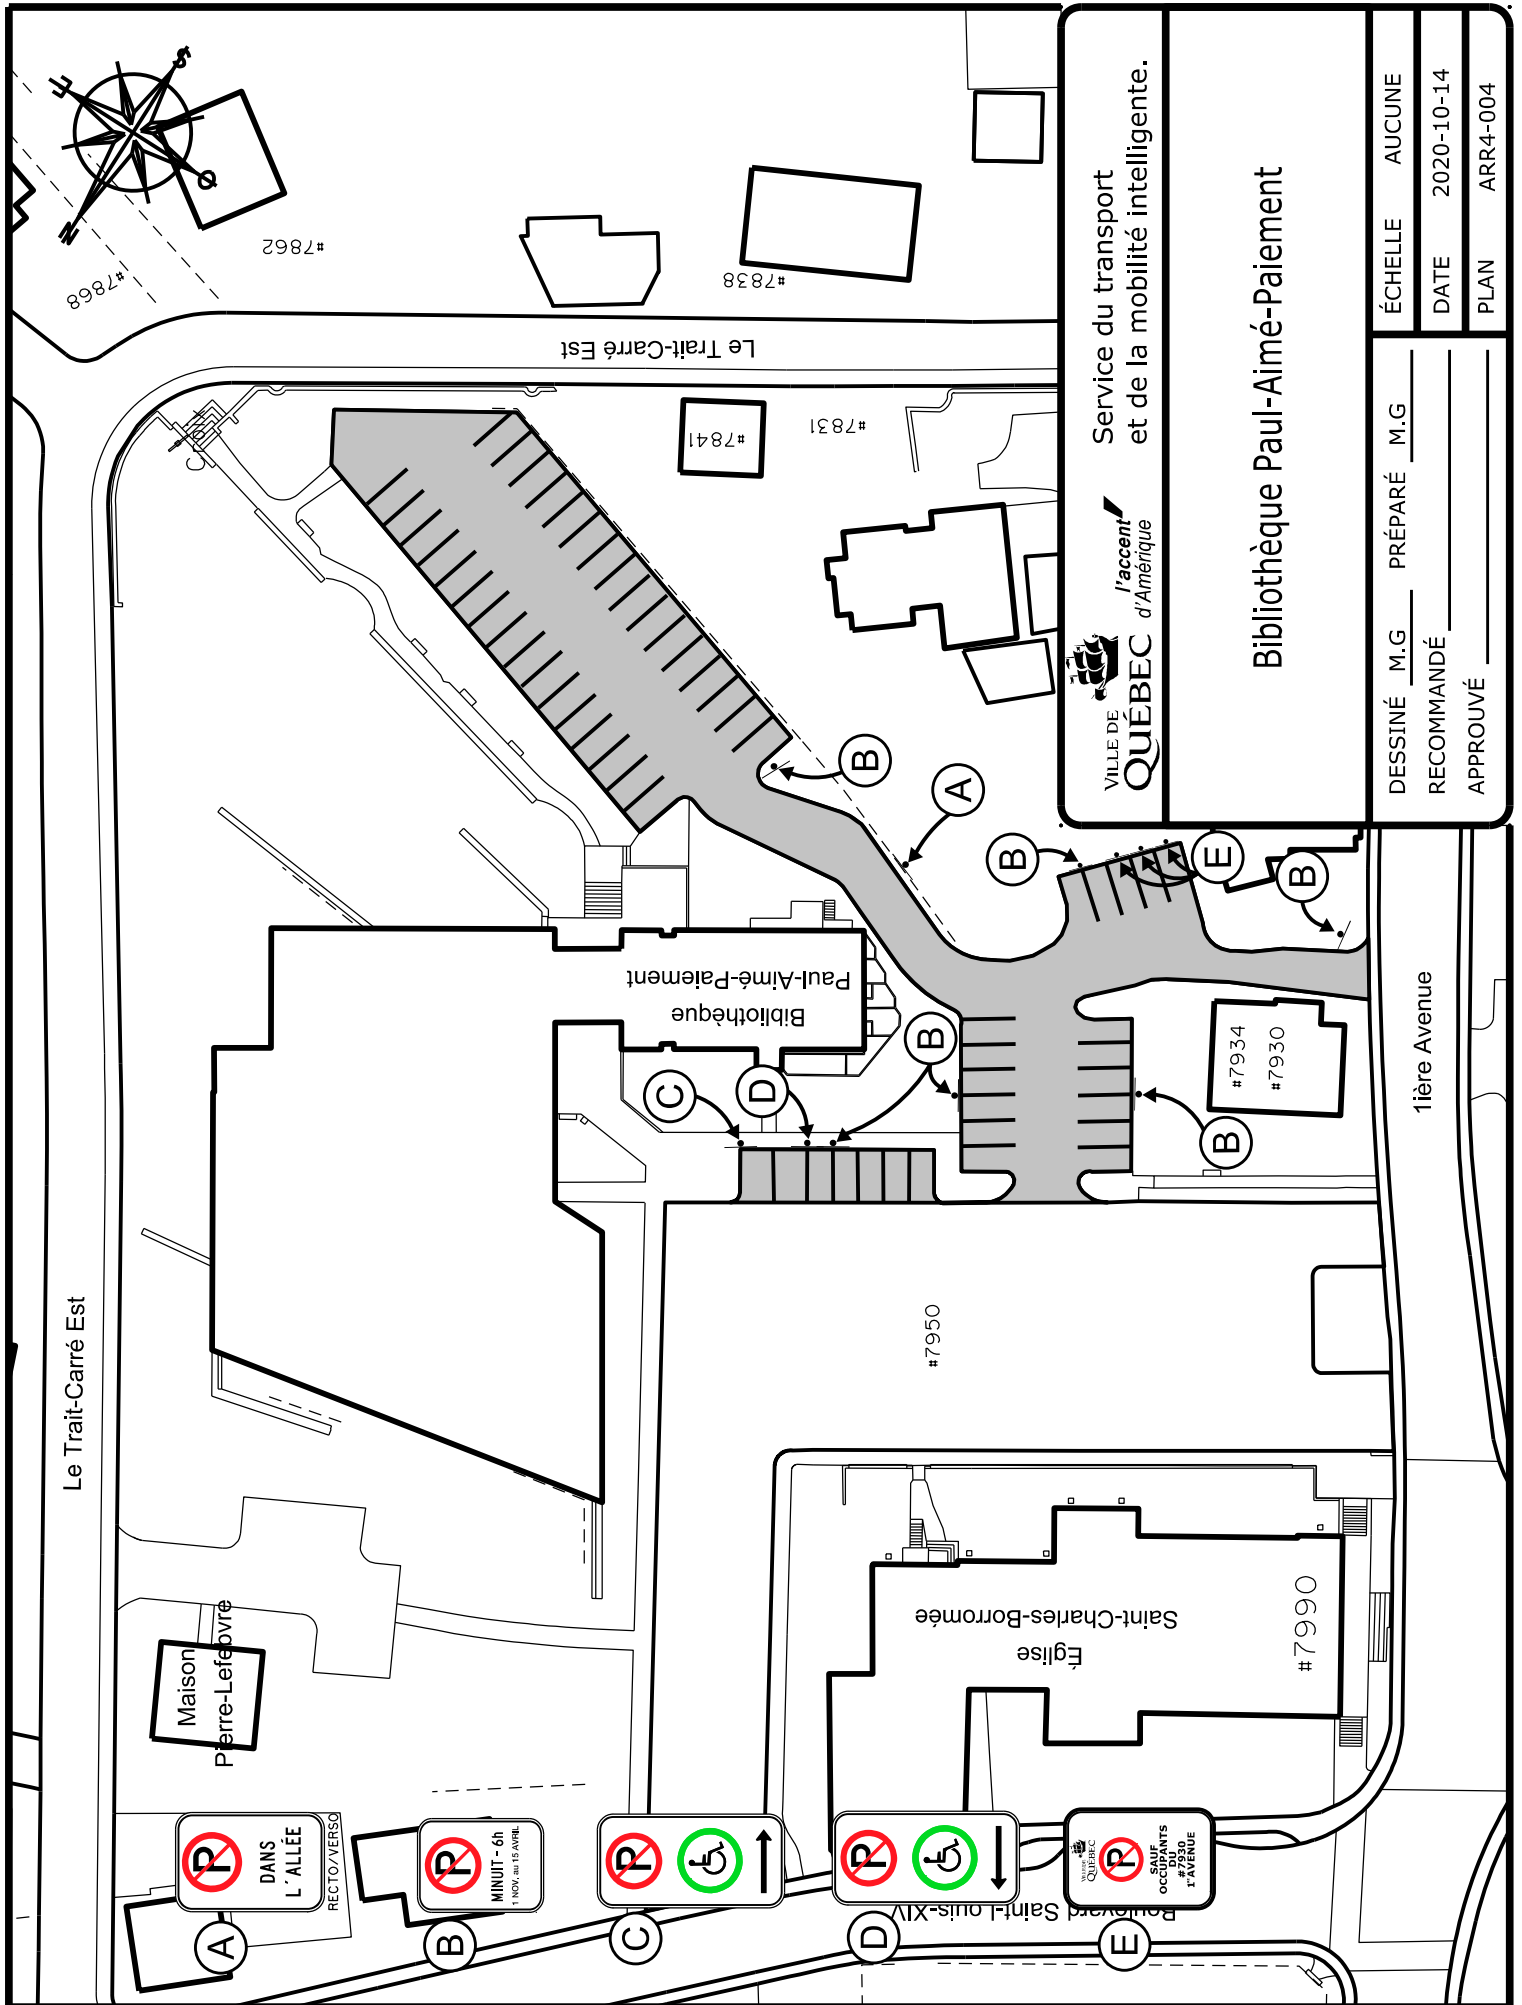 Service du transport
et de la mobilité intelligente.
VILLE DE
QUÉBEC
l'accent
d'Amérique
Bibliothèque Paul-Aimé-Paiement
DESSINÉ M.G PRÉPARÉ M.G
RECOMMANDÉ
APPROUVÉ
ÉCHELLE AUCUNE
DATE 2020-10-14
PLAN ARR4-004
N
E
S
O
#7868
#7862
#7838
Le Trait-Carré Est
#7841
#7831
Le Trait-Carré Est
Bibliothèque
Paul-Aimé-Paiement
B
A
B
E
B
B
C
D
B
#7934
#7930
1ière Avenue
#7950
Église
Saint-Charles-Borromée
#7990
Maison
Pierre-Lefebvre
Boulevard Saint-Louis-XIV
A
P
DANS
L'ALLÉE
RECTO/VERSO
B
P
MINUIT - 6h
1 NOV. au 15 AVRIL
C
P
D
P
E
VILLE DE
QUÉBEC
P
SAUF
OCCUPANTS
DU
#7930
1re AVENUE